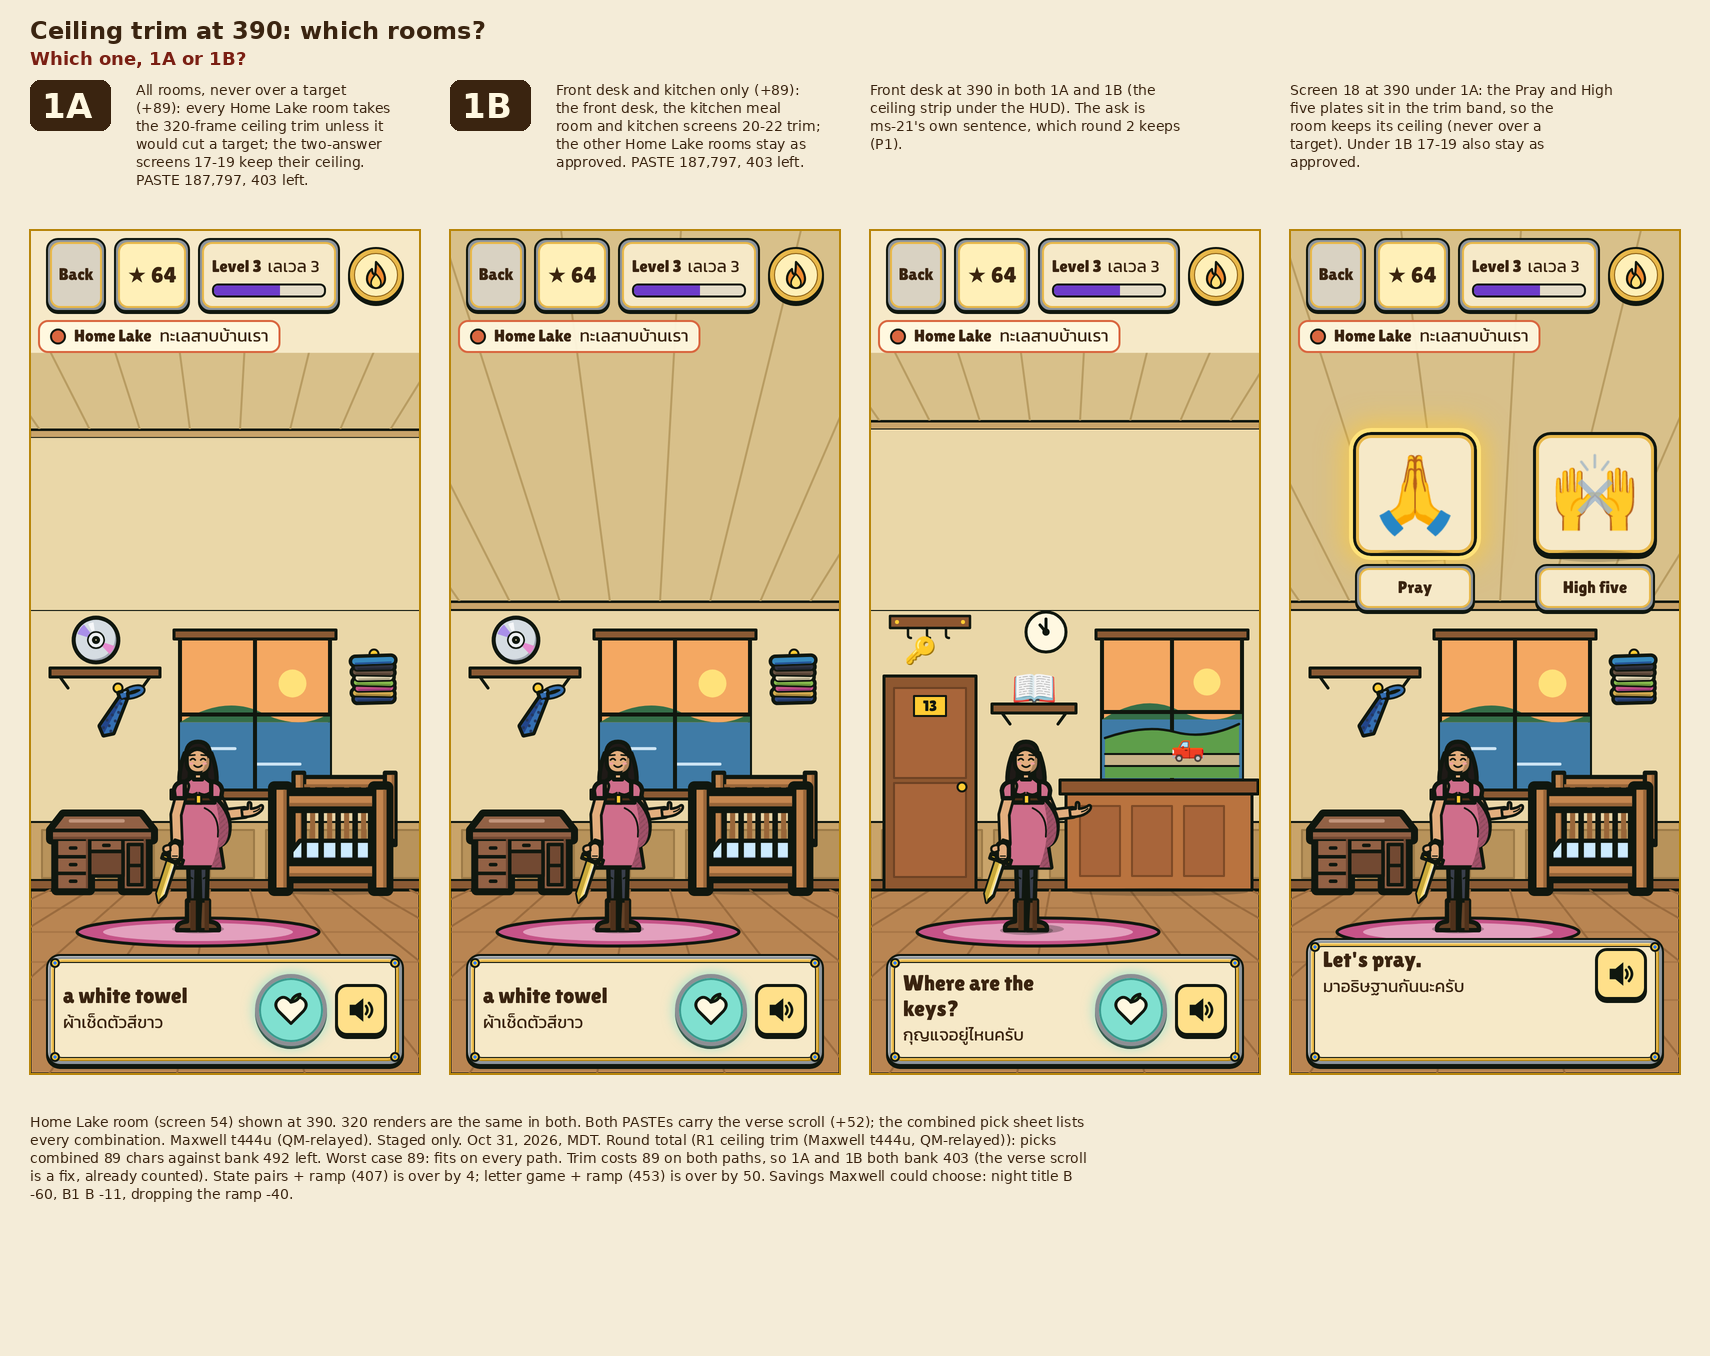 Ceiling trim at 390: which rooms?
Which one, 1A or 1B?
1A
All rooms, never over a target
(+89): every Home Lake room takes
the 320-frame ceiling trim unless it
would cut a target; the two-answer
screens 17-19 keep their ceiling.
PASTE 187,797, 403 left.
1B
Front desk and kitchen only (+89):
the front desk, the kitchen meal
room and kitchen screens 20-22 trim;
the other Home Lake rooms stay as
approved. PASTE 187,797, 403 left.
Front desk at 390 in both 1A and 1B (the
ceiling strip under the HUD). The ask is
ms-21's own sentence, which round 2 keeps
(P1).
Screen 18 at 390 under 1A: the Pray and High
five plates sit in the trim band, so the
room keeps its ceiling (never over a
target). Under 1B 17-19 also stay as
approved.
Back
★ 64
Level 3 เลเวล 3
Home Lake ทะเลสาบบ้านเรา
a white towel
ผ้าเช็ดตัวสีขาว
Back
★ 64
Level 3 เลเวล 3
Home Lake ทะเลสาบบ้านเรา
a white towel
ผ้าเช็ดตัวสีขาว
Back
★ 64
Level 3 เลเวล 3
Home Lake ทะเลสาบบ้านเรา
13
Where are the
keys?
กุญแจอยู่ไหนครับ
Back
★ 64
Level 3 เลเวล 3
Home Lake ทะเลสาบบ้านเรา
Pray
High five
Let's pray.
มาอธิษฐานกันนะครับ
Home Lake room (screen 54) shown at 390. 320 renders are the same in both. Both PASTEs carry the verse scroll (+52); the combined pick sheet lists
every combination. Maxwell t444u (QM-relayed). Staged only. Oct 31, 2026, MDT. Round total (R1 ceiling trim (Maxwell t444u, QM-relayed)): picks
combined 89 chars against bank 492 left. Worst case 89: fits on every path. Trim costs 89 on both paths, so 1A and 1B both bank 403 (the verse scroll
is a fix, already counted). State pairs + ramp (407) is over by 4; letter game + ramp (453) is over by 50. Savings Maxwell could choose: night title B
-60, B1 B -11, dropping the ramp -40.